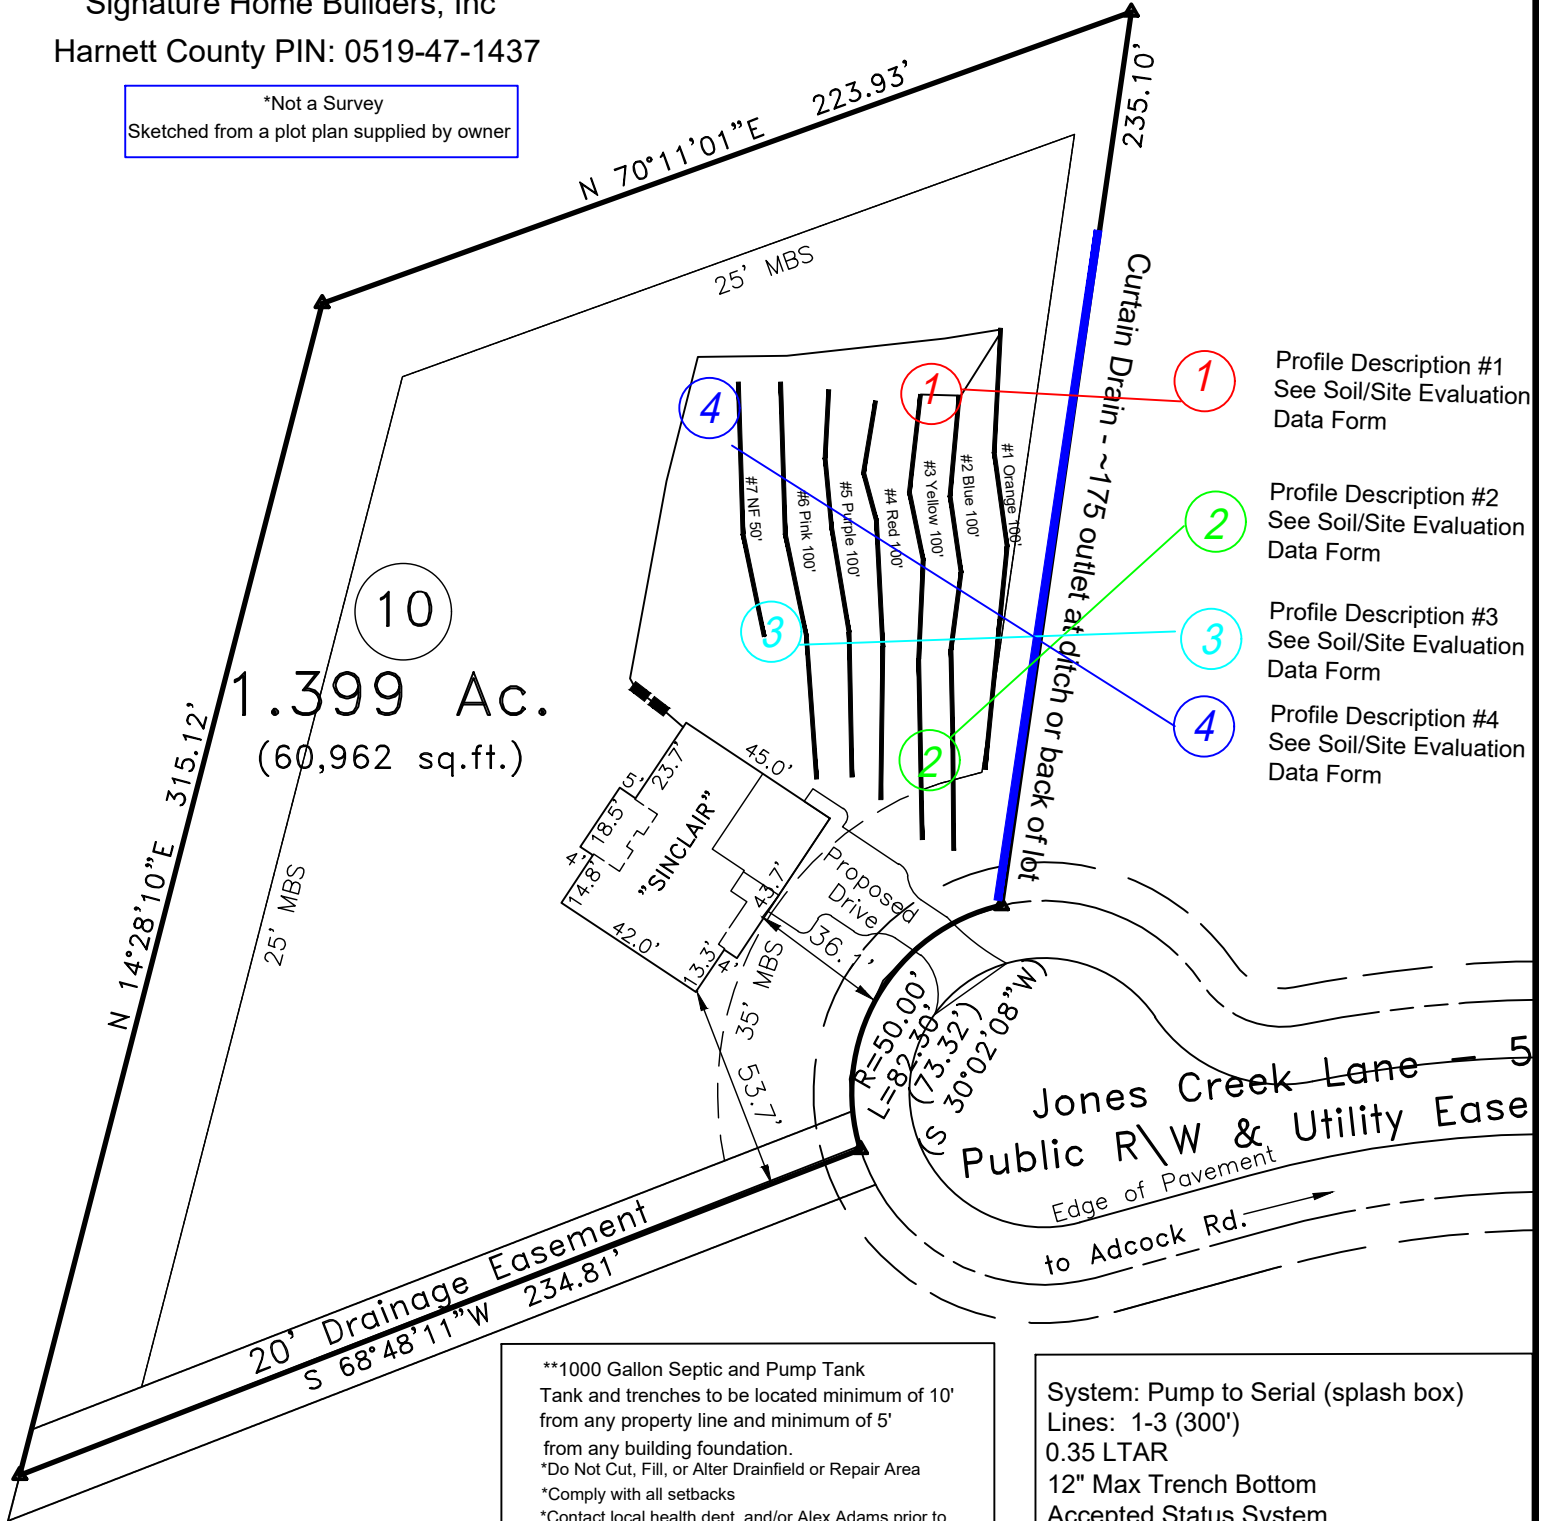 Signature Home Builders, Inc
Harnett County PIN: 0519-47-1437
*Not a Survey
Sketched from a plot plan supplied by owner
N 70°11'01"E 223.93'
235.10'
25' MBS
Curtain Drain - ~175 outlet at ditch or back of lot
1
Profile Description #1
See Soil/Site Evaluation
Data Form
2
Profile Description #2
See Soil/Site Evaluation
Data Form
3
Profile Description #3
See Soil/Site Evaluation
Data Form
4
Profile Description #4
See Soil/Site Evaluation
Data Form
4
1
3
2
#7 NF 50'
#6 Pink 100'
#5 Purple 100'
#4 Red 100'
#3 Yellow 100'
#2 Blue 100'
#1 Orange 100'
10
1.399 Ac.
(60,962 sq.ft.)
N 14°28'10"E 315.12'
25' MBS
45.0'
23.7'
5'
18.5'
4'
14.8'
"SINCLAIR"
42.0'
13.3'
4'
43.7'
Proposed
Drive
36.1'
35' MBS
53.7'
R=50.00'
L=82.30'
(73.32')
(S 30°02'08"W)
Jones Creek Lane - 5
Public R\W & Utility Ease
Edge of Pavement
to Adcock Rd.
20' Drainage Easement
S 68°48'11"W 234.81'
**1000 Gallon Septic and Pump Tank
Tank and trenches to be located minimum of 10'
from any property line and minimum of 5'
from any building foundation.
*Do Not Cut, Fill, or Alter Drainfield or Repair Area
*Comply with all setbacks
*Contact local health dept. and/or Alex Adams prior to
System: Pump to Serial (splash box)
Lines: 1-3 (300')
0.35 LTAR
12" Max Trench Bottom
Accepted Status System